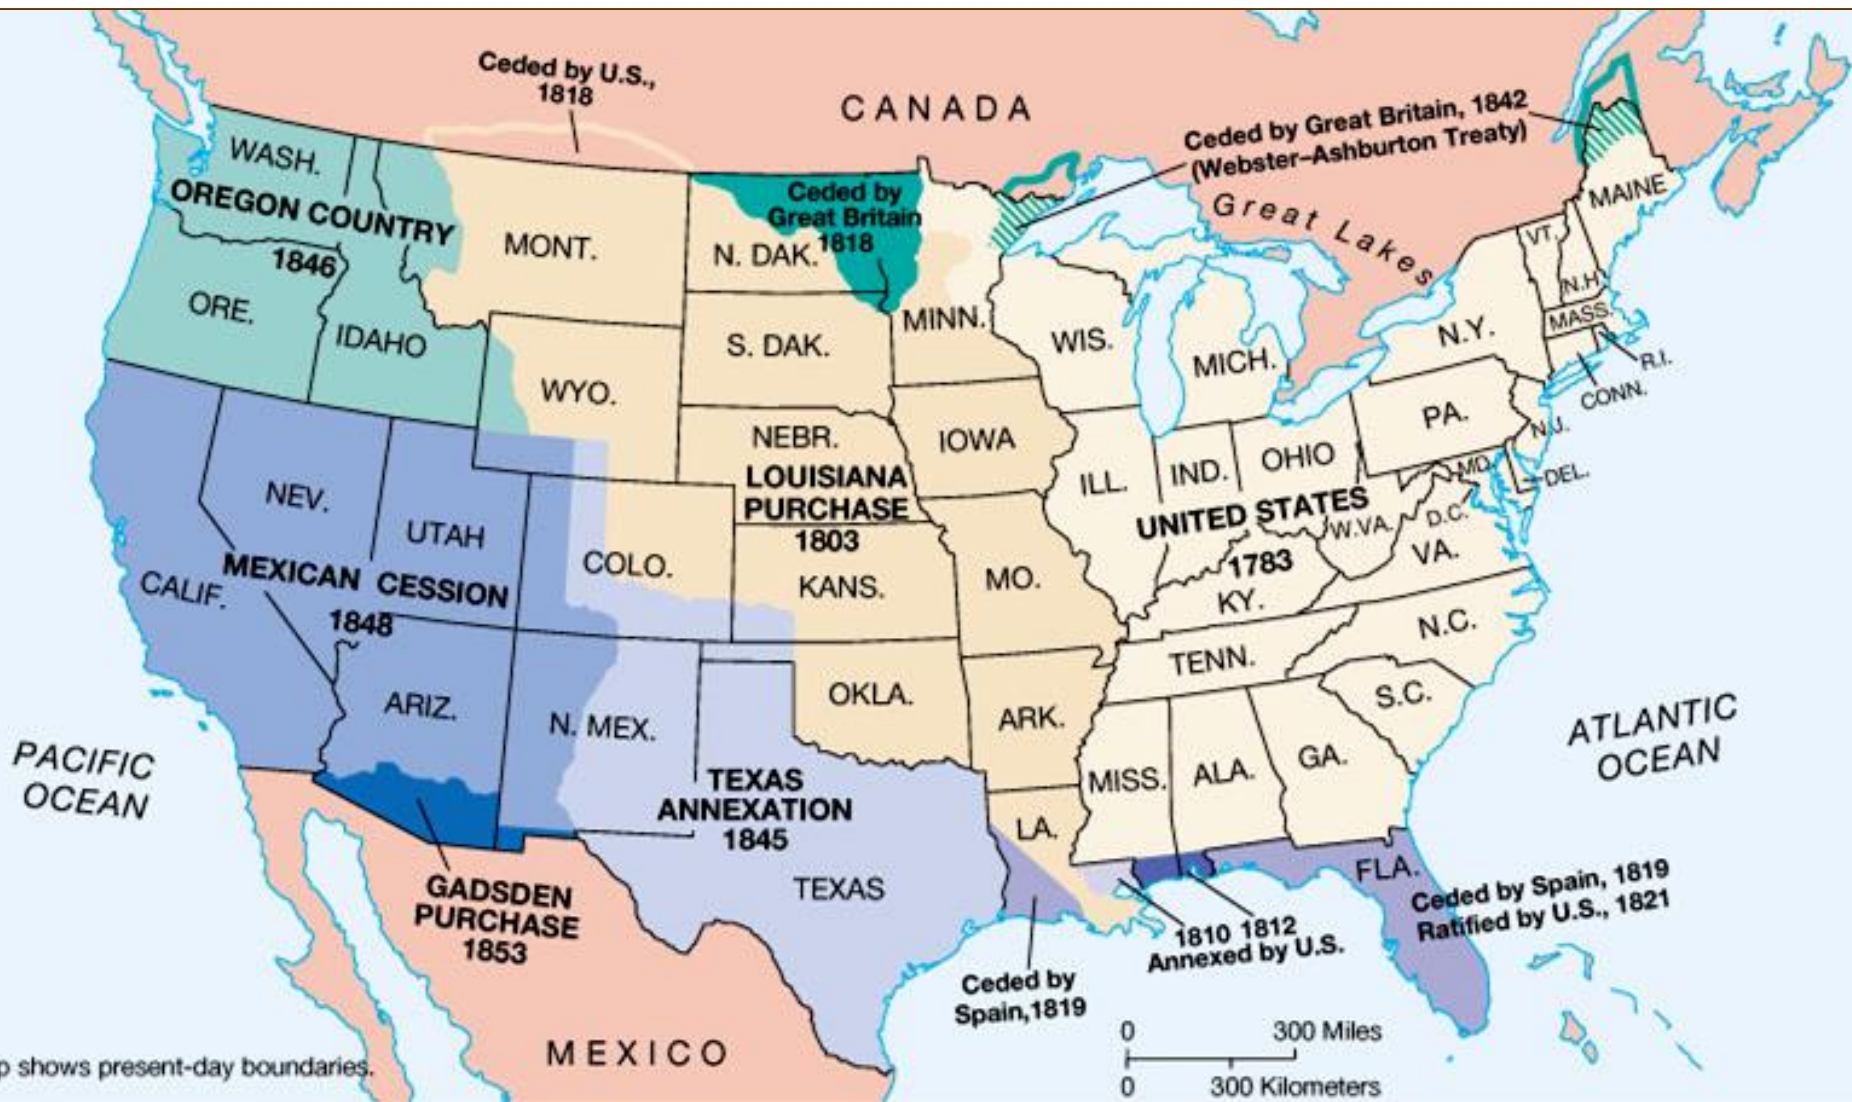 Ceded by U.S.,
1818
CANADA
Ceded by Great Britain, 1842
(Webster–Ashburton Treaty)
WASH.
OREGON COUNTRY
1846
ORE.
IDAHO
MONT.
WYO.
N. DAK.
Ceded by
Great Britain
1818
S. DAK.
MINN.
Great Lakes
MAINE
VT.
N.H.
MASS.
R.I.
CONN.
N.Y.
WIS.
MICH.
PA.
N.J.
MD.
DEL.
NEBR.
IOWA
ILL.
IND.
OHIO
LOUISIANA
PURCHASE
1803
UNITED STATES
1783
W.VA.
D.C.
VA.
KY.
NEV.
UTAH
COLO.
KANS.
MO.
CALIF.
MEXICAN CESSION
1848
ARIZ.
N. MEX.
OKLA.
ARK.
TENN.
N.C.
S.C.
MISS.
ALA.
GA.
LA.
FLA.
TEXAS
ANNEXATION
1845
TEXAS
PACIFIC
OCEAN
ATLANTIC
OCEAN
GADSDEN
PURCHASE
1853
Ceded by
Spain, 1819
1810 1812
Annexed by U.S.
Ceded by Spain, 1819
Ratified by U.S., 1821
MEXICO
0 300 Miles
0 300 Kilometers
shows present-day boundaries.